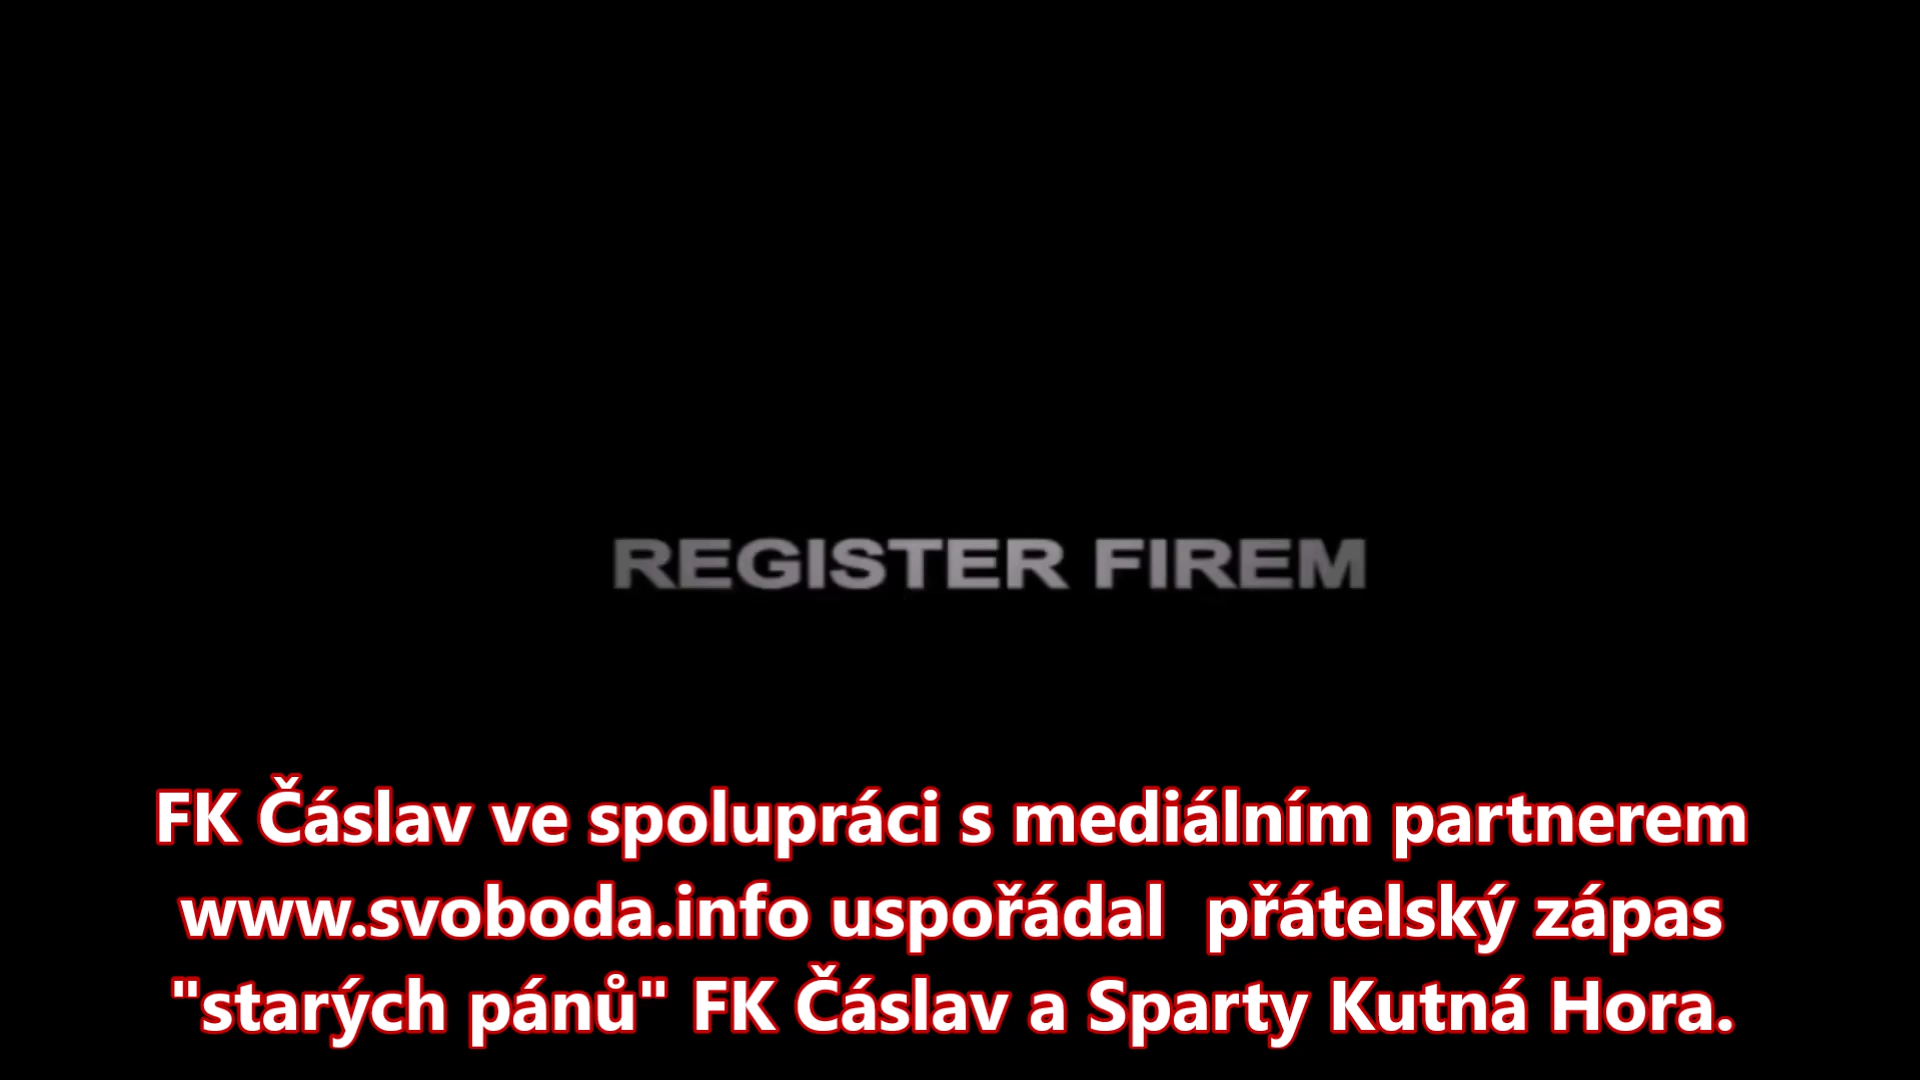 REGISTER FIREM
FK Čáslav ve spolupráci s mediálním partnerem
www.svoboda.info uspořádal  přátelský zápas
"starých pánů" FK Čáslav a Sparty Kutná Hora.